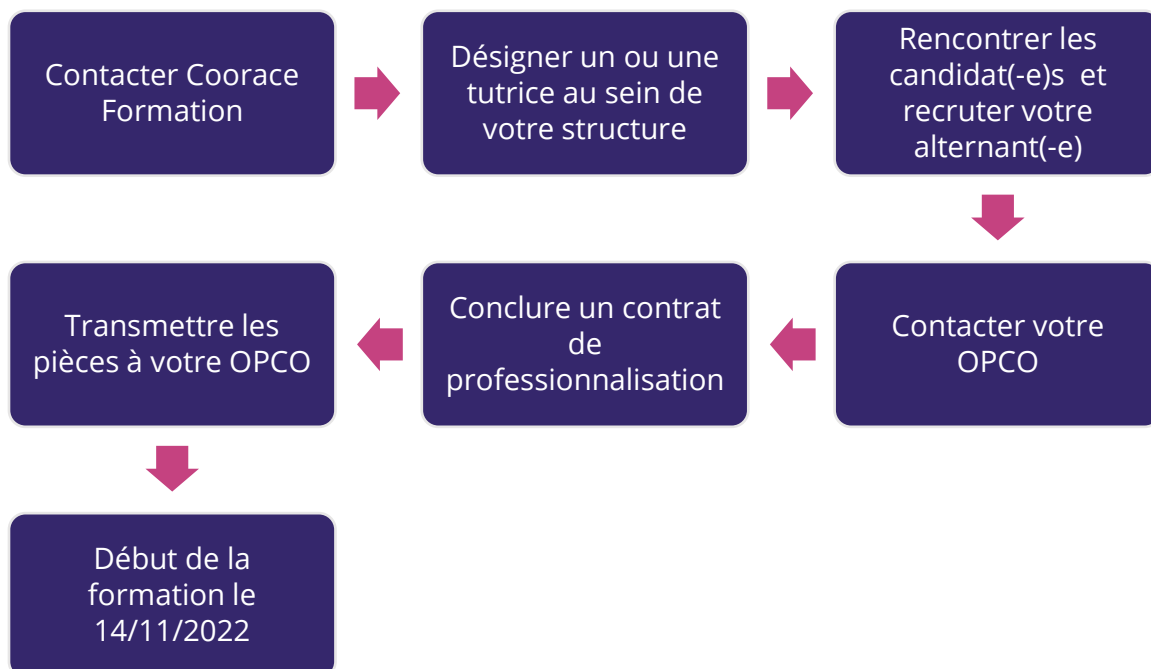 Contacter Coorace
Formation
Désigner un ou une
tutrice au sein de
votre structure
Rencontrer les
candidat(-e)s et
recruter votre
alternant(-e)
Contacter votre
OPCO
Conclure un contrat
de
professionnalisation
Transmettre les
pièces à votre OPCO
Début de la
formation le
14/11/2022